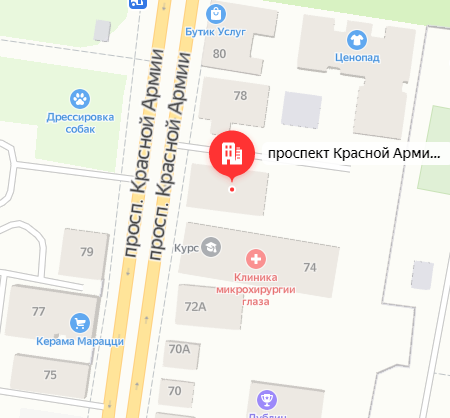 Бутик Услуг
80
Ценопад
78
Дрессировка
собак
просп. Красной Армии
просп. Красной Армии
проспект Красной Арми...
79
Курс
Клиника
микрохирургии
глаза
74
77
72А
Керама Марацци
70А
75
70